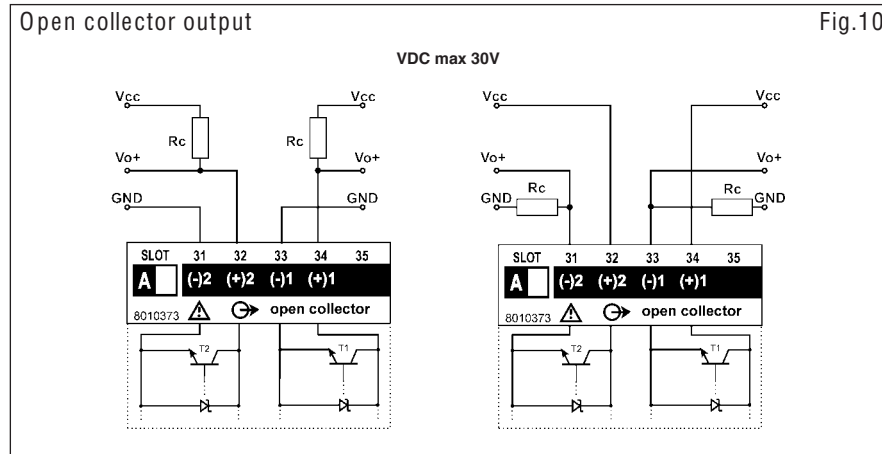 Open collector output Fig.10
VDC max 30V
Vcc Vcc
Rc Rc
Vo+ Vo+
GND GND
SLOT 31 32 33 34 35
A (-)2 (+)2 (-)1 (+)1
8010373 open collector
T2 T1
Vcc Vcc
Vo+ Vo+
Rc Rc
GND GND
SLOT 31 32 33 34 35
A (-)2 (+)2 (-)1 (+)1
8010373 open collector
T2 T1